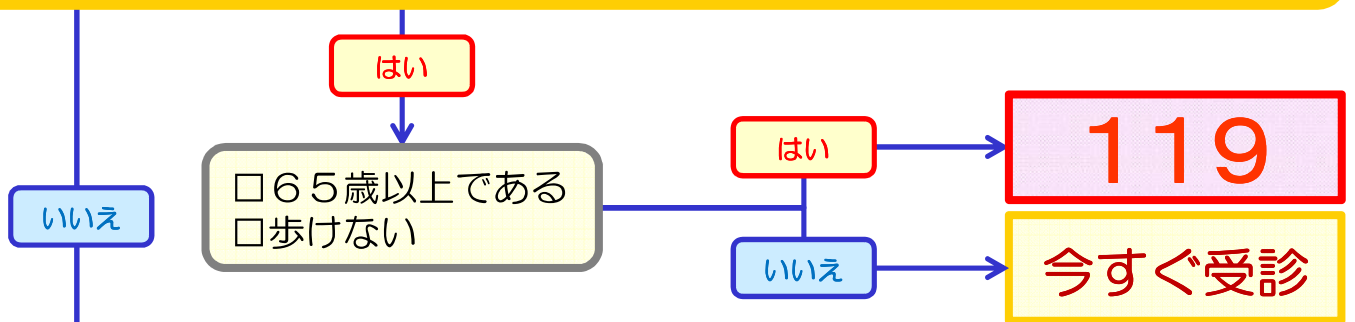 はい
□65歳以上である
□歩けない
はい
119
いいえ
いいえ
今すぐ受診